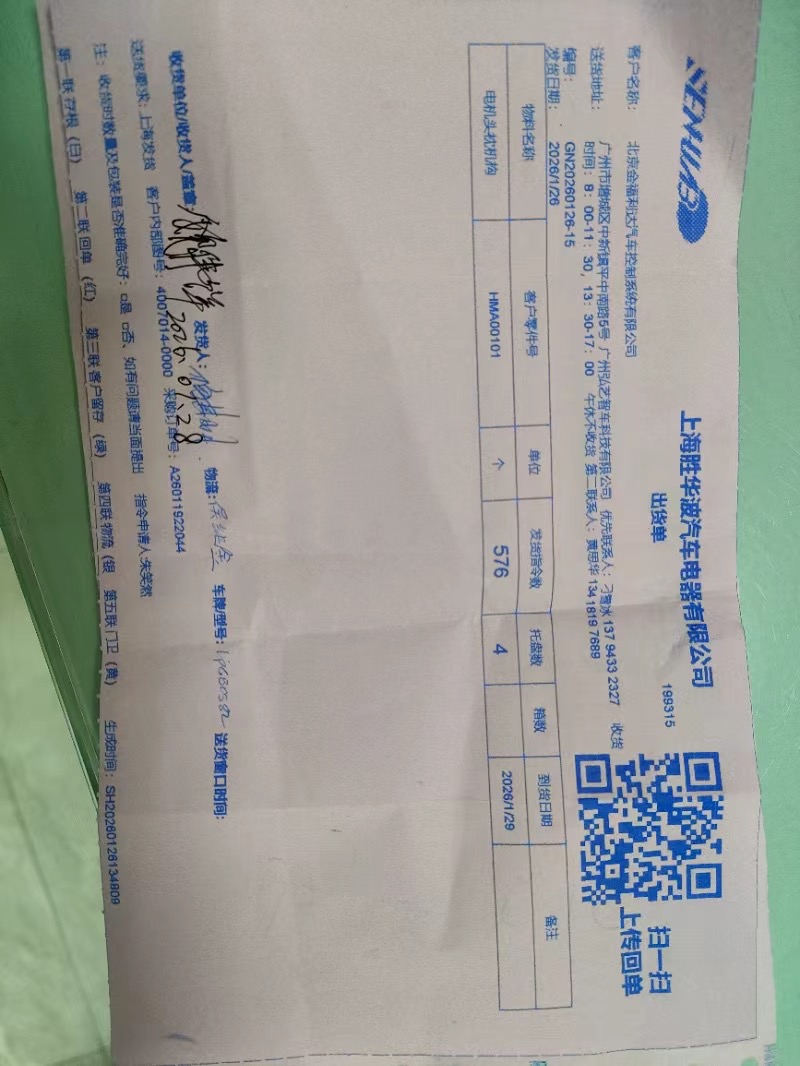 SENHWAB
上海胜华波汽车电器有限公司
出货单
199315
扫一扫
上传回单
客户名称： 北京金福利达汽车控制系统有限公司
送货地址： 广州市增城区中新镇平中南路5号 广州弘艺智车科技有限公司 优先联系人：刁雪冰 137 9433 2327 收货
时间：8：00-11：30，13：30-17：00 午休不收货 第二联系人：黄思华 134 1819 7689
编号： GN20260126-15
发货日期： 2026/1/26
物料名称 客户零件号 单位 发货指令数 托盘数 箱数 到货日期 备注
电机头枕机构 HMA00101 个 576 4 2026/1/29
收货单位/收货人/盖章： 2026.01.28 发货人： 物流： 车牌/型号： 送货窗口时间：
送货要求：上海发货 客户内部图号：4007014-0000 采购订单号：A26011922044
注： 收货时数量及包装是否准确完好：□是 □否、如有问题请当面提出 指令申请人:朱笑然
第一联 存根（白） 第二联 回单（红） 第三联 客户留存（绿） 第四联 物流（银 第五联 门卫（黄） 生成时间：SH20260126134809